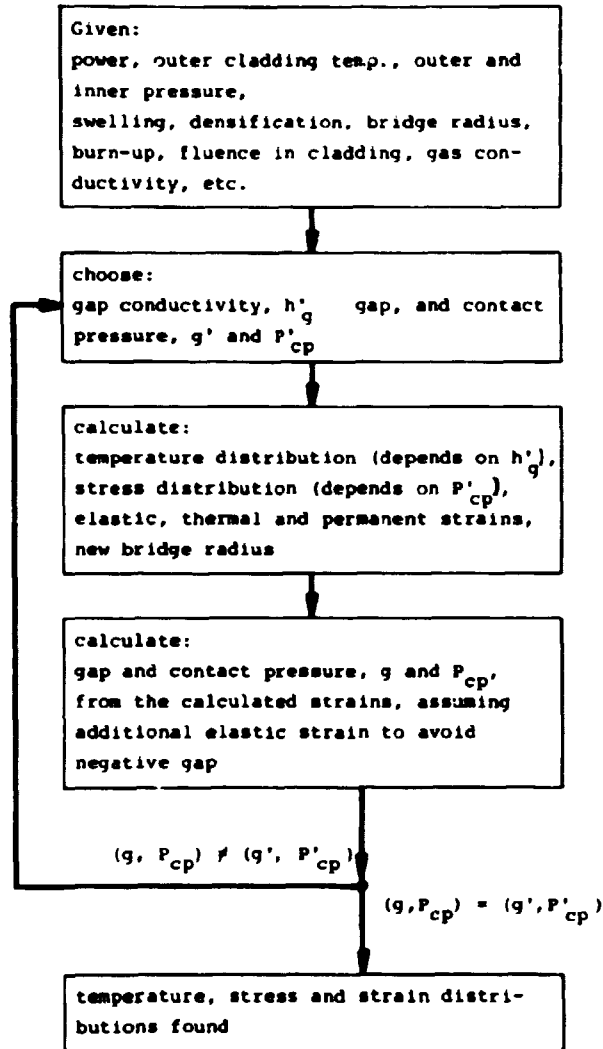 Given:
power, outer cladding temp., outer and
inner pressure,
swelling, densification, bridge radius,
burn-up, fluence in cladding, gas con-
ductivity, etc.
choose:
gap conductivity, h'g gap, and contact
pressure, g' and P'cp
calculate:
temperature distribution (depends on h'g),
stress distribution (depends on P'cp),
elastic, thermal and permanent strains,
new bridge radius
calculate:
gap and contact pressure, g and Pcp,
from the calculated strains, assuming
additional elastic strain to avoid
negative gap
(g, Pcp) ≠ (g', P'cp)
(g,Pcp) = (g',P'cp)
temperature, stress and strain distri-
butions found